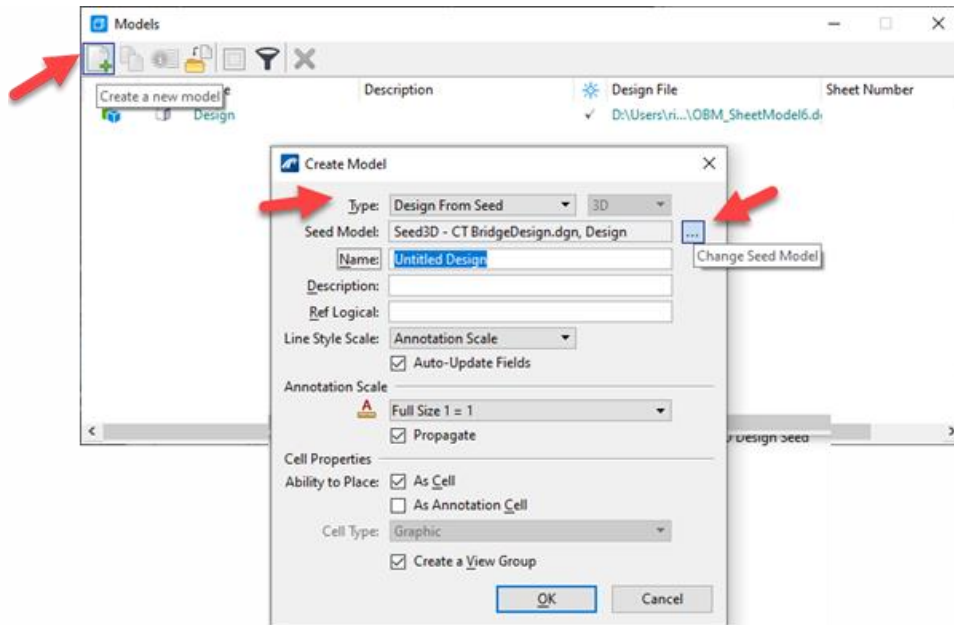 Models
Create a new model
Description
Design File
Sheet Number
Design
D:\Users\ri...\OBM_SheetModel6.d
Create Model
Type: Design From Seed 3D
Seed Model: Seed3D - CT BridgeDesign.dgn, Design ...
Change Seed Model
Name: Untitled Design
Description:
Ref Logical:
Line Style Scale: Annotation Scale
Auto-Update Fields
Annotation Scale
A Full Size 1 = 1
Propagate
Design Seed
Cell Properties
Ability to Place: As Cell
As Annotation Cell
Cell Type: Graphic
Create a View Group
OK Cancel